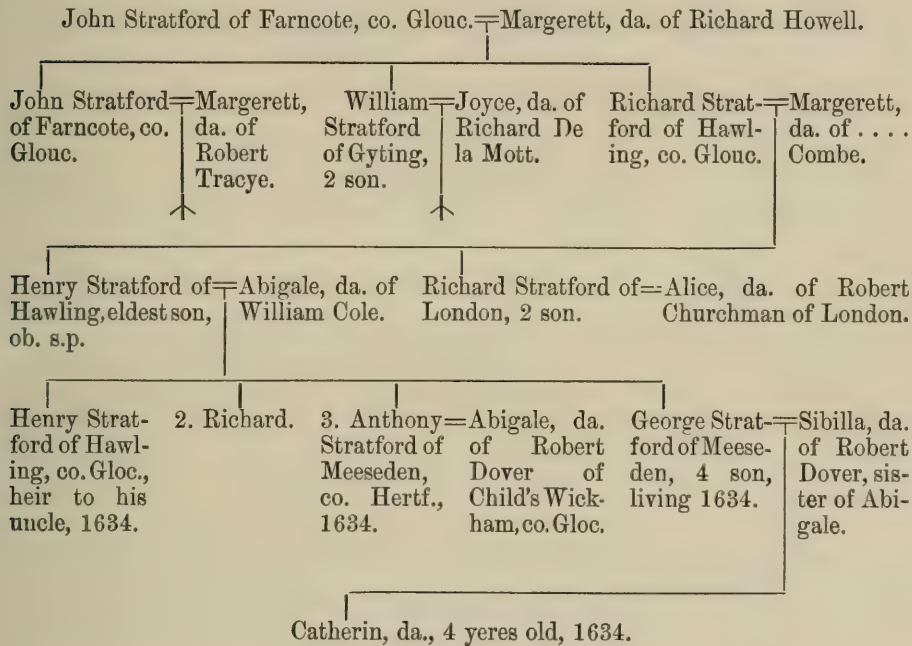 John Stratford of Farncote, co. Glouc.=Margerett, da. of Richard Howell.
John Stratford=Margerett,
of Farncote, co. da. of
Glouc. Robert
Tracye.
William=Joyce, da. of
Stratford Richard De
of Gyting, la Mott.
2 son.
Richard Strat-=Margerett,
ford of Hawl- da. of . . . .
ing, co. Glouc. Combe.
Henry Stratford of=Abigale, da. of
Hawling, eldest son, William Cole.
ob. s.p.
Richard Stratford of=Alice, da. of Robert
London, 2 son. Churchman of London.
Henry Strat-
ford of Hawl-
ing, co. Gloc.,
heir to his
uncle, 1634.
2. Richard.
3. Anthony=Abigale, da.
Stratford of of Robert
Meeseden, Dover of
co. Hertf., Child's Wick-
1634. ham, co. Gloc.
George Strat-=Sibilla, da.
ford of Meese- of Robert
den, 4 son, Dover, sis-
living 1634. ter of Abi-
gale.
Catherin, da., 4 yeres old, 1634.